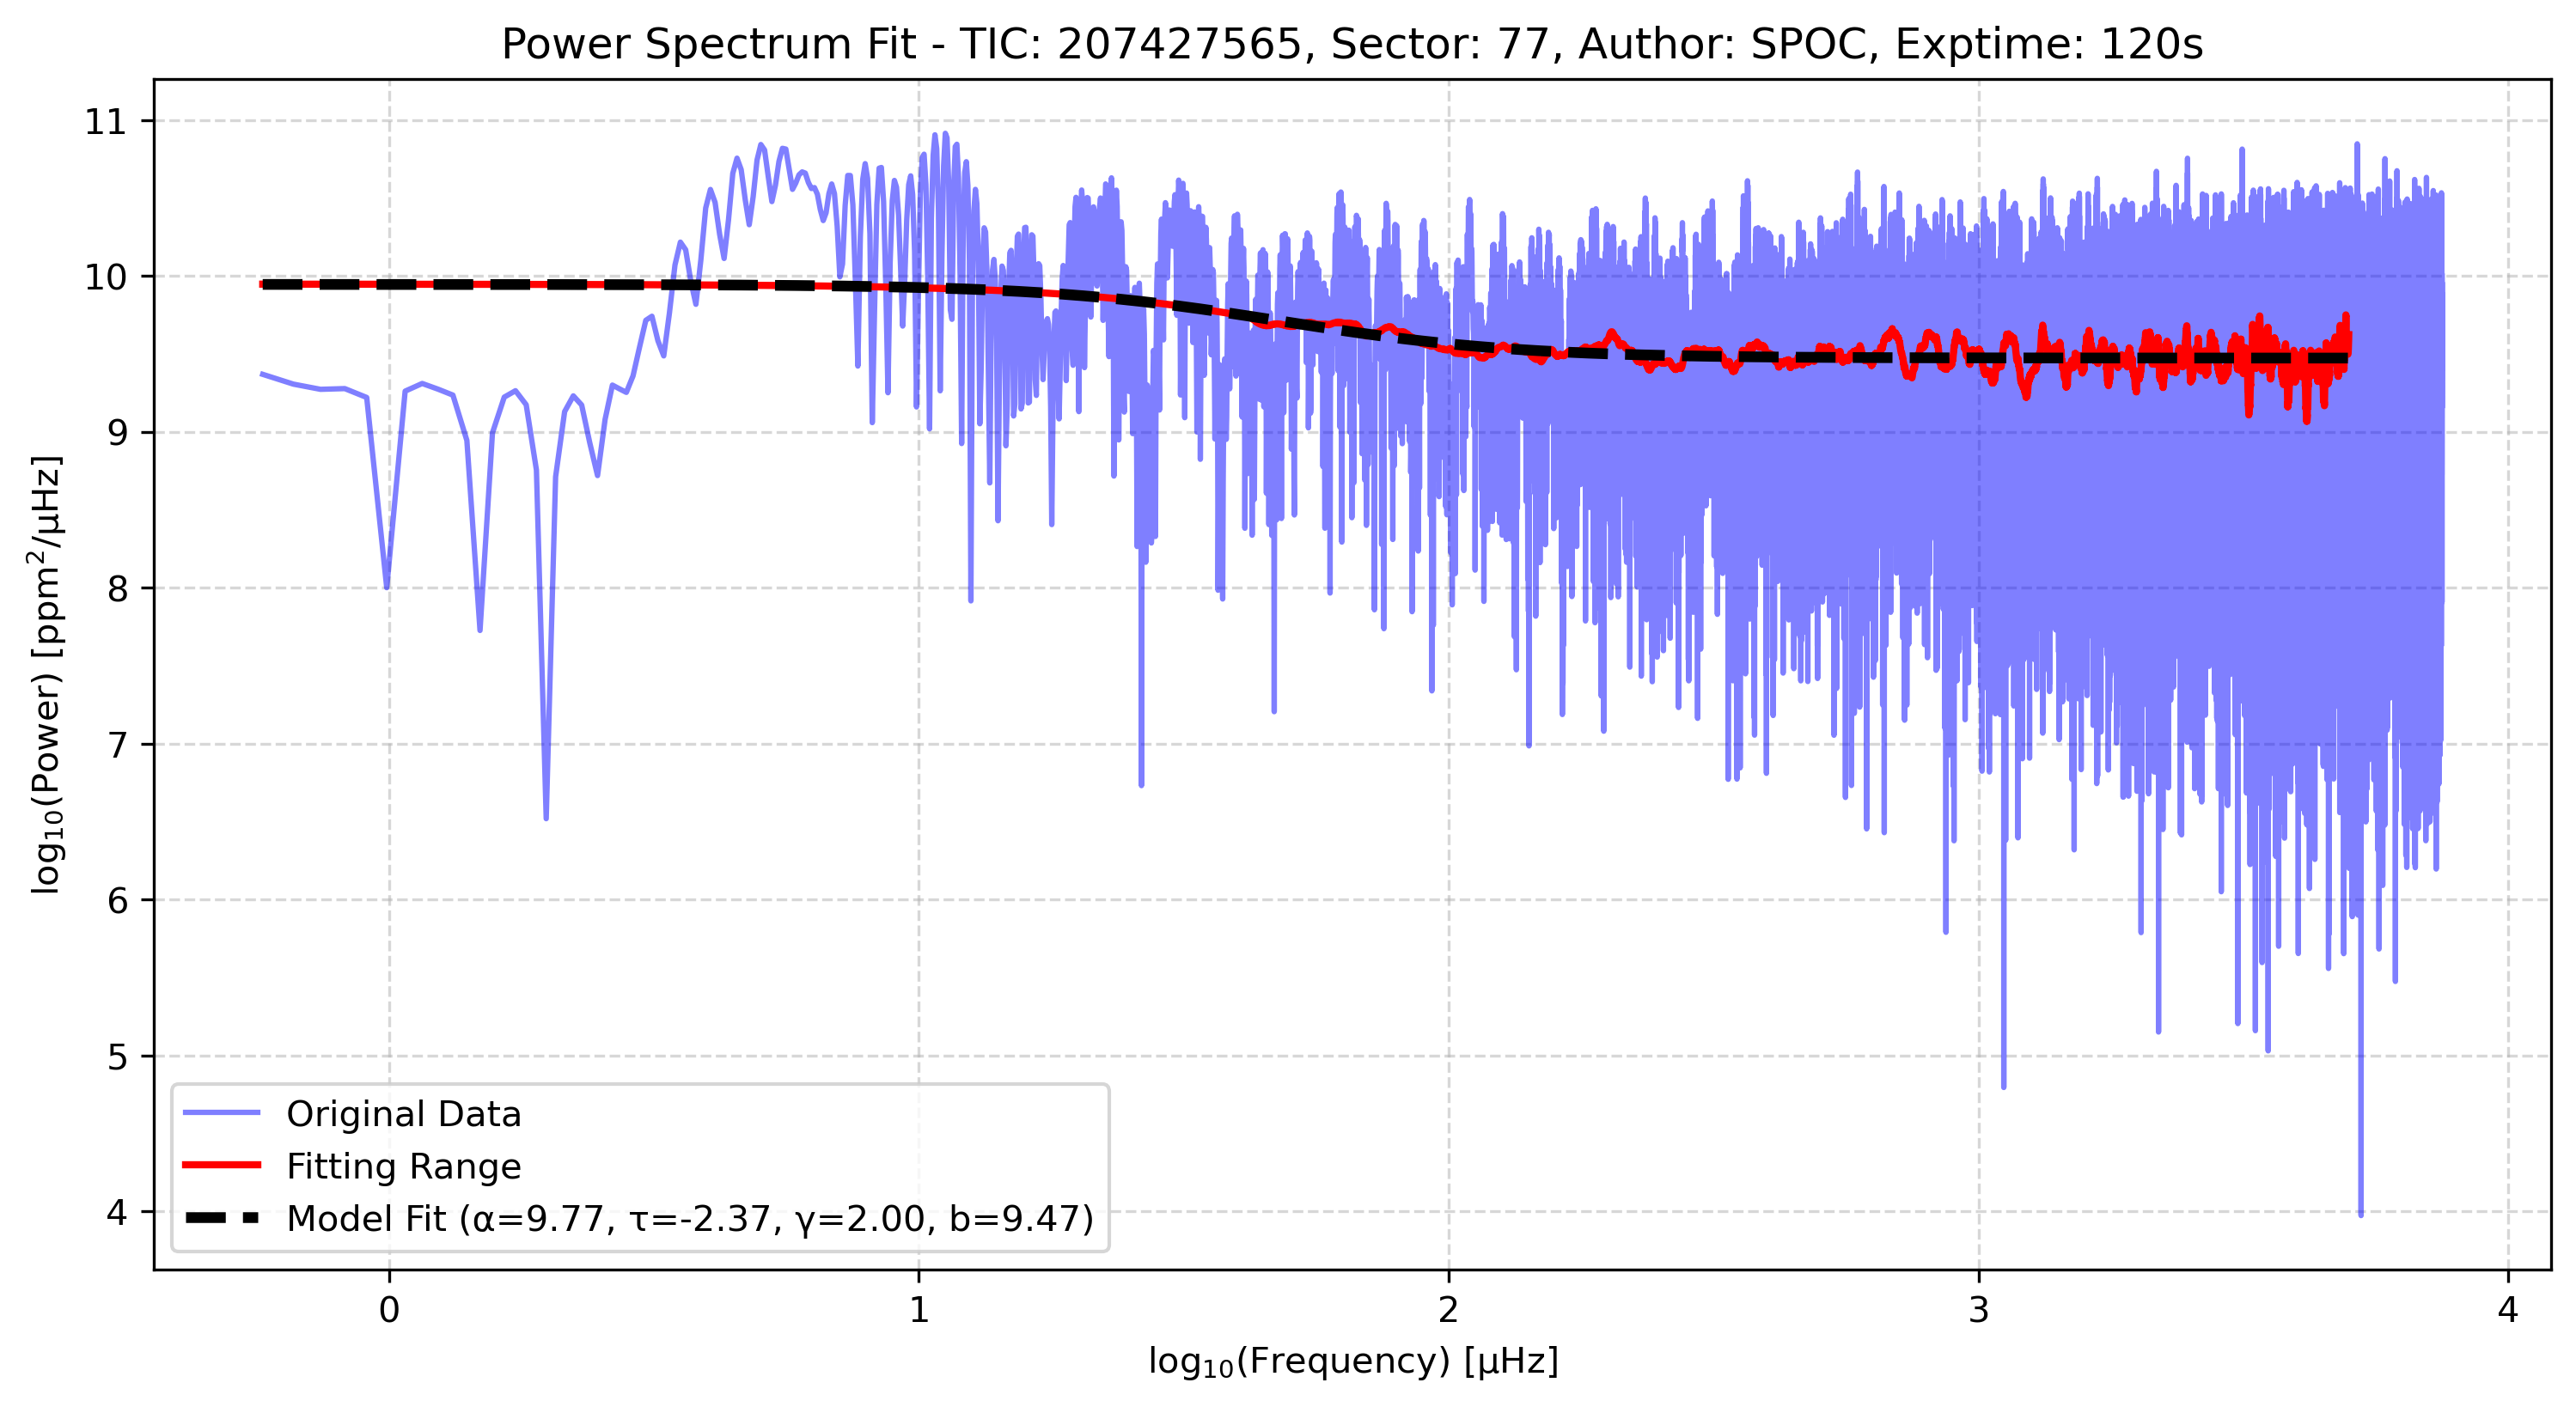 Power Spectrum Fit - TIC: 207427565, Sector: 77, Author: SPOC, Exptime: 120s
log₁₀(Power) [ppm²/μHz]
11
10
9
8
7
6
5
4
Original Data
Fitting Range
Model Fit (α=9.77, τ=-2.37, γ=2.00, b=9.47)
0 1 2 3 4
log₁₀(Frequency) [μHz]